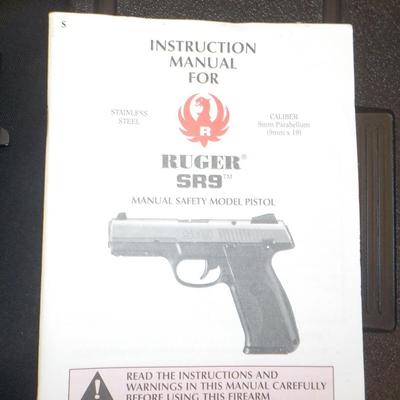 S
INSTRUCTION
MANUAL
FOR
STAINLESS
STEEL
CALIBER
9mm Parabellum
(9mm x 19)
R
RUGER®
SR9™
MANUAL SAFETY MODEL PISTOL
READ THE INSTRUCTIONS AND
WARNINGS IN THIS MANUAL CAREFULLY
BEFORE USING THIS FIREARM